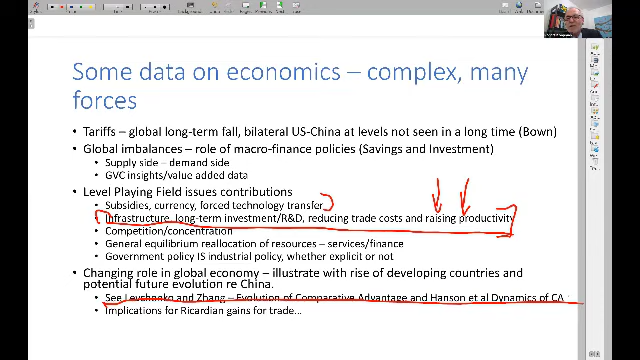 Some data on economics – complex, many
forces
• Tariffs – global long-term fall, bilateral US-China at levels not seen in a long time (Bown)
• Global imbalances – role of macro-finance policies (Savings and Investment)
• Supply side – demand side
• GVC insights/value added data
• Level Playing Field issues contributions
• Subsidies, currency, forced technology transfer
• Infrastructure, long-term investment/R&D, reducing trade costs and raising productivity
• Competition/concentration
• General equilibrium reallocation of resources – services/finance
• Government policy IS industrial policy, whether explicit or not
• Changing role in global economy – illustrate with rise of developing countries and
potential future evolution re China.
• See Levchenko and Zhang – Evolution of Comparative Advantage and Hanson et al Dynamics of CA
• Implications for Ricardian gains for trade...